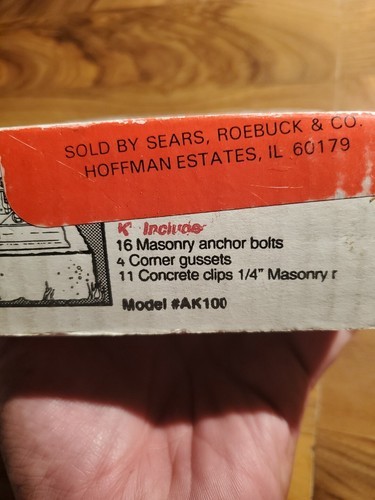 SOLD BY SEARS, ROEBUCK & CO.
HOFFMAN ESTATES, IL 60179
K Include
16 Masonry anchor bolts
4 Corner gussets
11 Concrete clips 1/4" Masonry r
Model #AK100